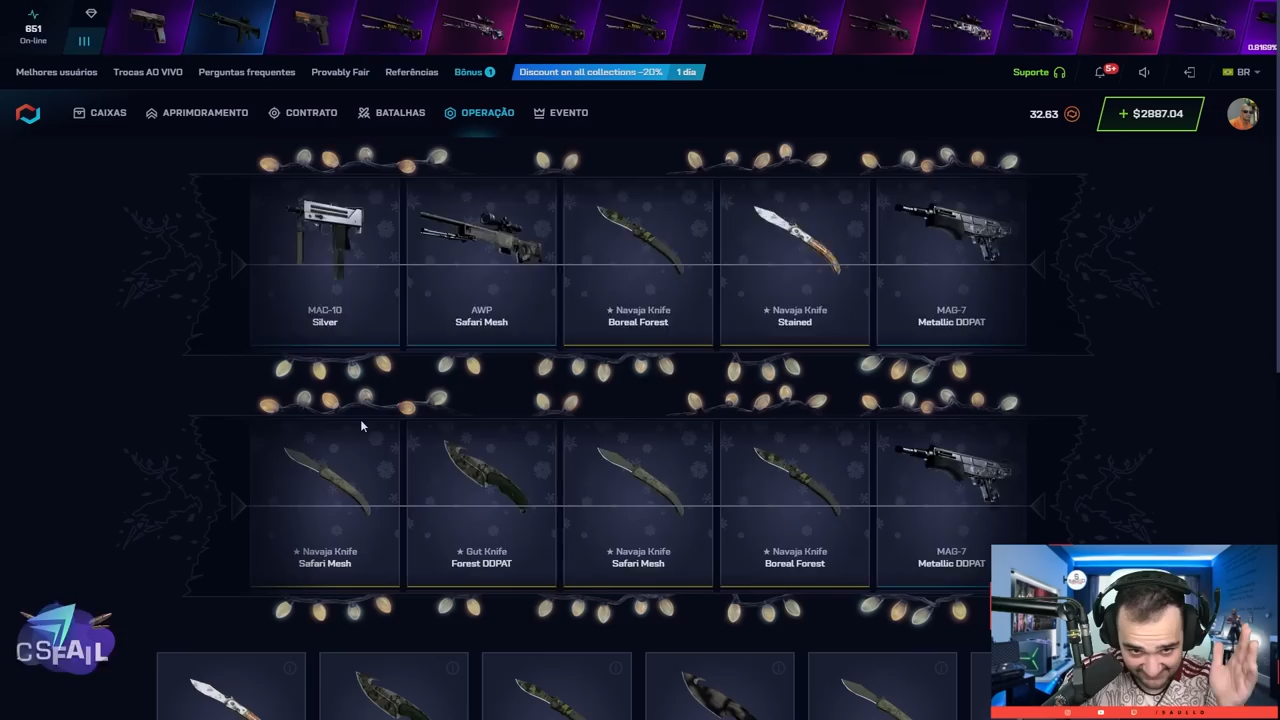 651
On-line
0.8169%
Melhores usuários
Trocas AO VIVO
Perguntas frequentes
Provably Fair
Referências
Bônus 1
Discount on all collections -20%
1 dia
Suporte
5+
BR
CAIXAS
APRIMORAMENTO
CONTRATO
BATALHAS
OPERAÇÃO
EVENTO
32.63
+ $2887.04
MAC-10
Silver
AWP
Safari Mesh
★ Navaja Knife
Boreal Forest
★ Navaja Knife
Stained
MAG-7
Metallic DDPAT
★ Navaja Knife
Safari Mesh
★ Gut Knife
Forest DDPAT
★ Navaja Knife
Safari Mesh
★ Navaja Knife
Boreal Forest
MAG-7
Metallic DDPAT
CSFAIL